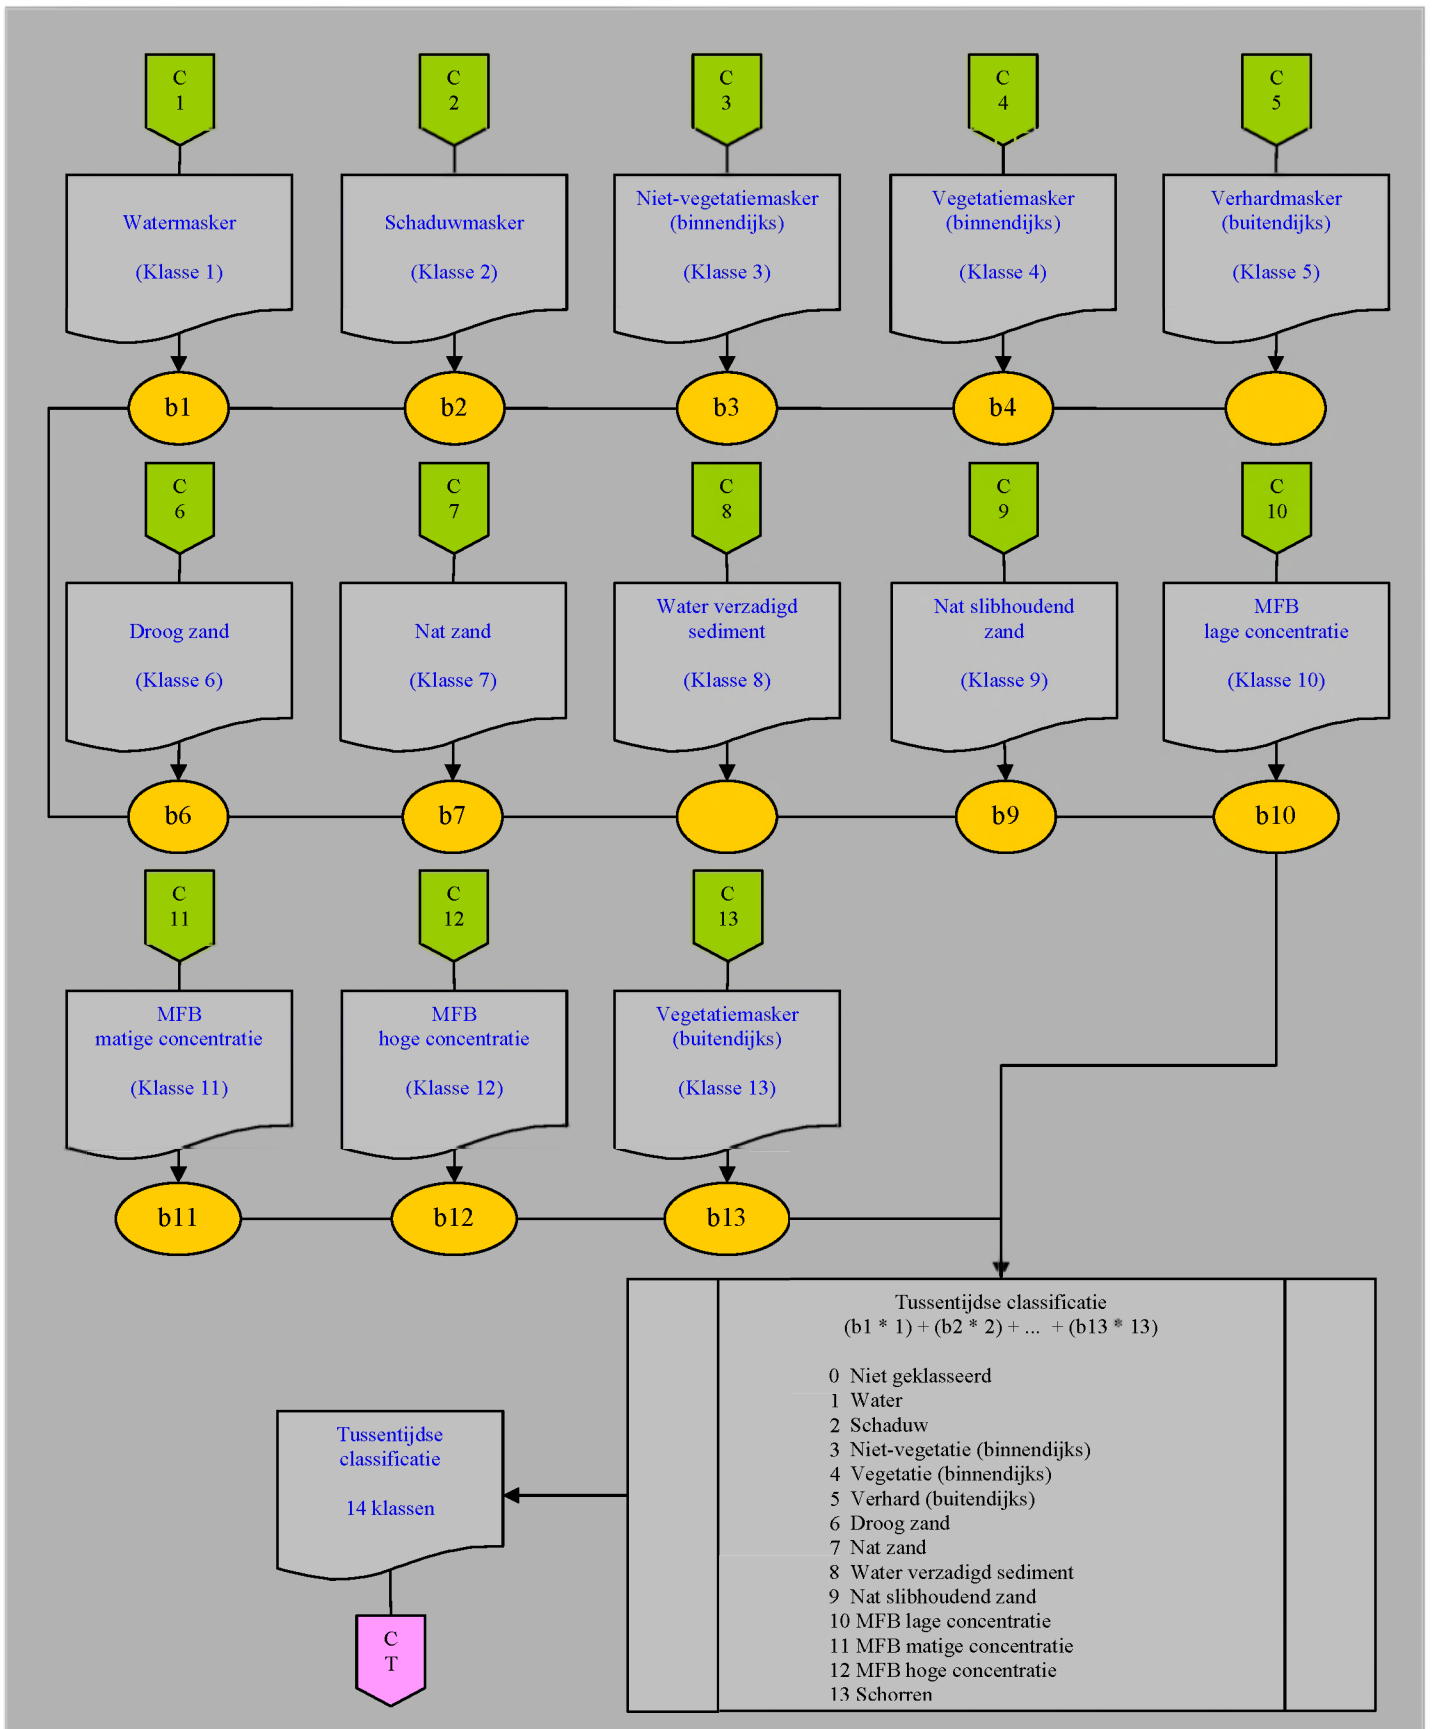 C
1
C
2
C
3
C
4
C
5
Watermasker
(Klasse 1)
Schaduwmasker
(Klasse 2)
Niet-vegetatiemasker
(binnendijks)
(Klasse 3)
Vegetatiemasker
(binnendijks)
(Klasse 4)
Verhardmasker
(buitendijks)
(Klasse 5)
b1
b2
b3
b4
C
6
C
7
C
8
C
9
C
10
Droog zand
(Klasse 6)
Nat zand
(Klasse 7)
Water verzadigd
sediment
(Klasse 8)
Nat slibhoudend
zand
(Klasse 9)
MFB
lage concentratie
(Klasse 10)
b6
b7
b9
b10
C
11
C
12
C
13
MFB
matige concentratie
(Klasse 11)
MFB
hoge concentratie
(Klasse 12)
Vegetatiemasker
(buitendijks)
(Klasse 13)
b11
b12
b13
Tussentijdse classificatie
(b1 * 1) + (b2 * 2) + ... + (b13 * 13)
0 Niet geklasseerd
1 Water
2 Schaduw
3 Niet-vegetatie (binnendijks)
4 Vegetatie (binnendijks)
5 Verhard (buitendijks)
6 Droog zand
7 Nat zand
8 Water verzadigd sediment
9 Nat slibhoudend zand
10 MFB lage concentratie
11 MFB matige concentratie
12 MFB hoge concentratie
13 Schorren
Tussentijdse
classificatie
14 klassen
C
T